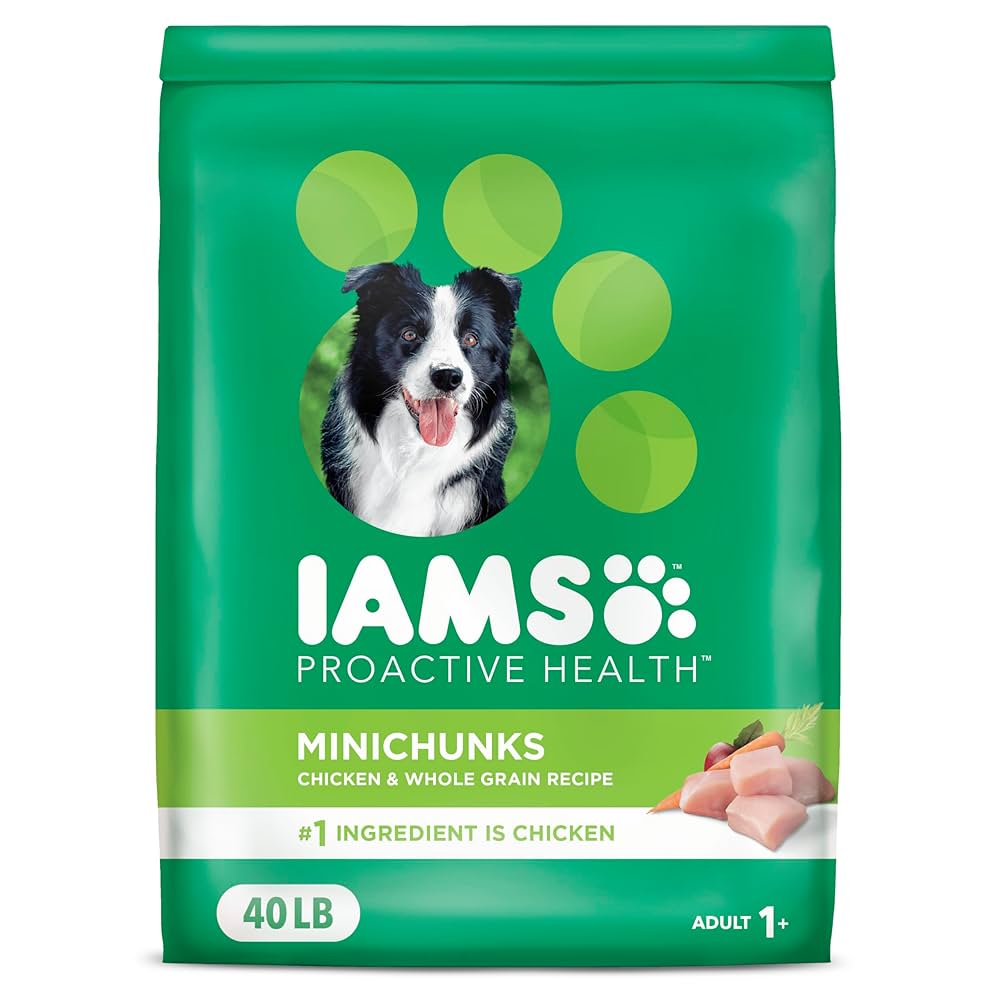 IAMS™
PROACTIVE HEALTH™
MINICHUNKS
CHICKEN & WHOLE GRAIN RECIPE
#1 INGREDIENT IS CHICKEN
40 LB
ADULT 1+